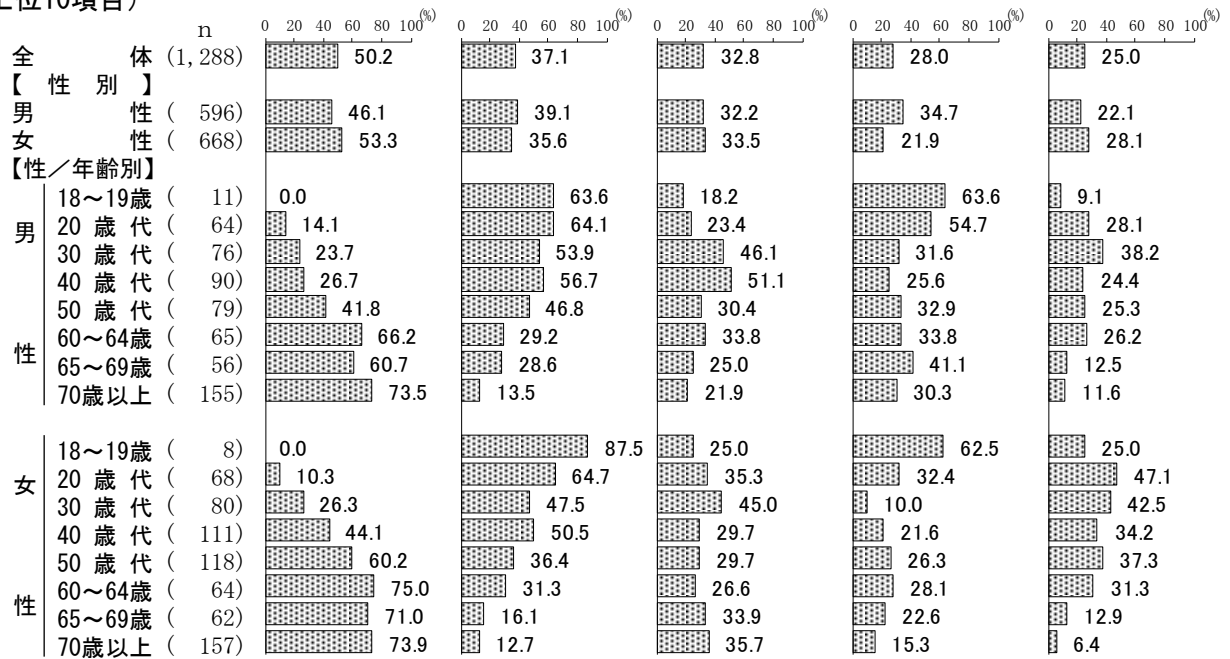 上位10項目）
(%) (%) (%) (%) (%)
n 0 20 40 60 80 100 0 20 40 60 80 100 0 20 40 60 80 100 0 20 40 60 80 100 0 20 40 60 80 100
全体 (1,288) 50.2 37.1 32.8 28.0 25.0
【性別】
男性 ( 596) 46.1 39.1 32.2 34.7 22.1
女性 ( 668) 53.3 35.6 33.5 21.9 28.1
【性／年齢別】
男性
18～19歳 ( 11) 0.0 63.6 18.2 63.6 9.1
20歳代 ( 64) 14.1 64.1 23.4 54.7 28.1
30歳代 ( 76) 23.7 53.9 46.1 31.6 38.2
40歳代 ( 90) 26.7 56.7 51.1 25.6 24.4
50歳代 ( 79) 41.8 46.8 30.4 32.9 25.3
60～64歳 ( 65) 66.2 29.2 33.8 33.8 26.2
65～69歳 ( 56) 60.7 28.6 25.0 41.1 12.5
70歳以上 ( 155) 73.5 13.5 21.9 30.3 11.6
女性
18～19歳 ( 8) 0.0 87.5 25.0 62.5 25.0
20歳代 ( 68) 10.3 64.7 35.3 32.4 47.1
30歳代 ( 80) 26.3 47.5 45.0 10.0 42.5
40歳代 ( 111) 44.1 50.5 29.7 21.6 34.2
50歳代 ( 118) 60.2 36.4 29.7 26.3 37.3
60～64歳 ( 64) 75.0 31.3 26.6 28.1 31.3
65～69歳 ( 62) 71.0 16.1 33.9 22.6 12.9
70歳以上 ( 157) 73.9 12.7 35.7 15.3 6.4